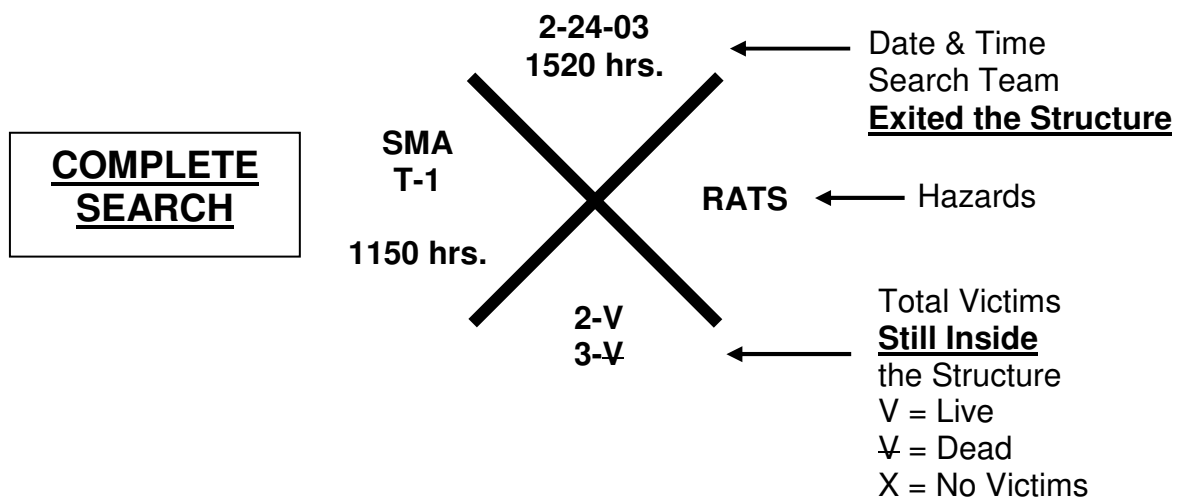 COMPLETE
SEARCH
2-24-03
1520 hrs.
SMA
T-1
1150 hrs.
RATS
2-V
3-V̶
Date & Time
Search Team
Exited the Structure
Hazards
Total Victims
Still Inside
the Structure
V = Live
V̶ = Dead
X = No Victims